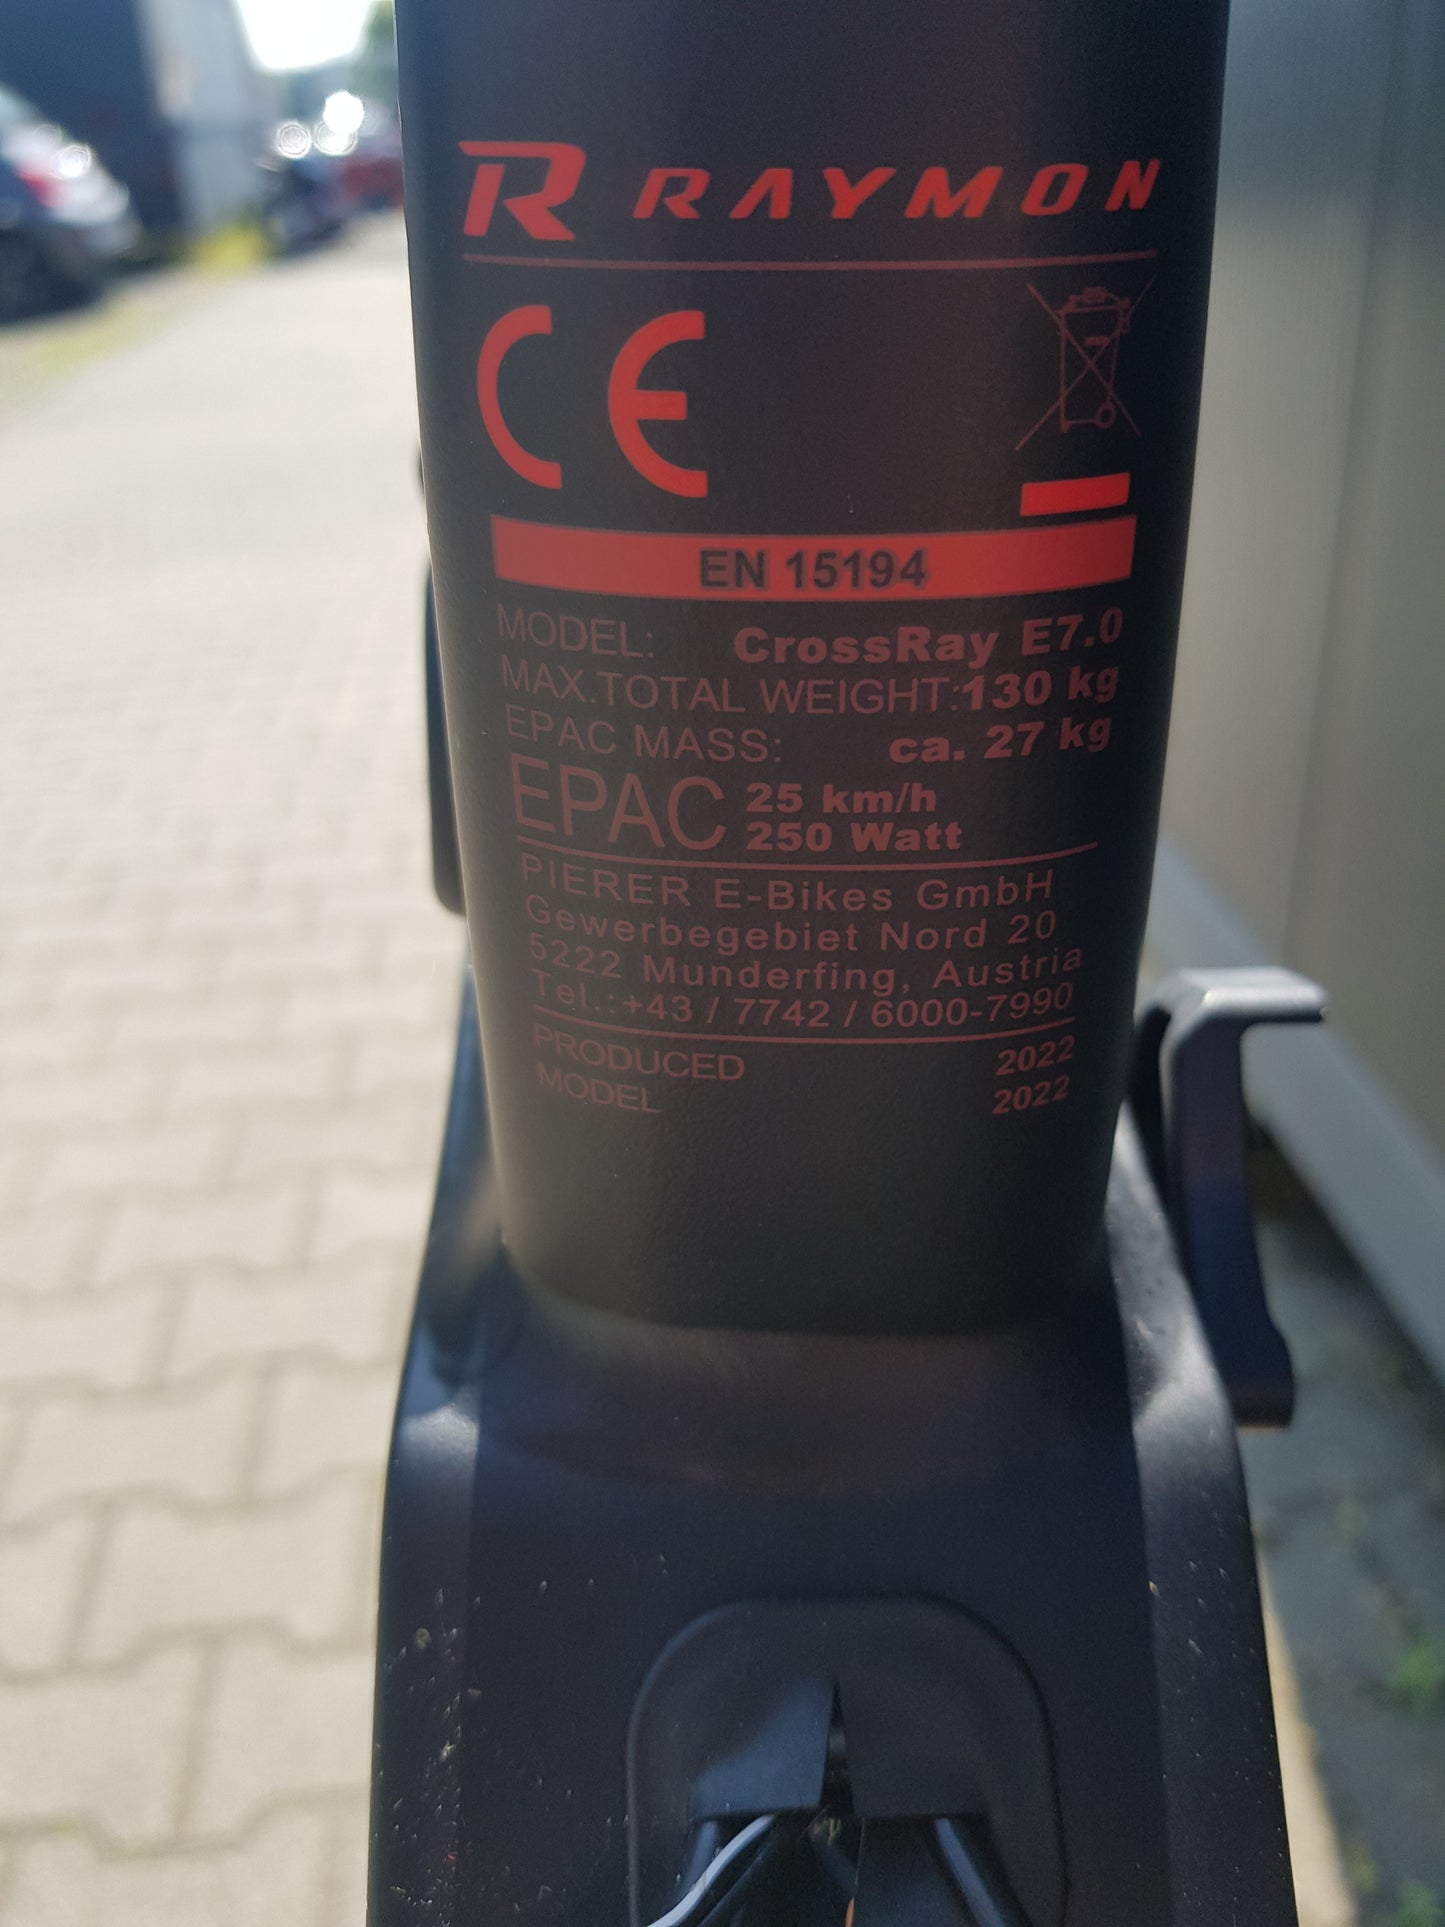 R RAYMON
CE
EN 15194
MODEL: CrossRay E7.0
MAX.TOTAL WEIGHT:130 kg
EPAC MASS: ca. 27 kg
EPAC 25 km/h
250 Watt
PIERER E-Bikes GmbH
Gewerbegebiet Nord 20
5222 Munderfing, Austria
Tel.:+43 / 7742 / 6000-7990
PRODUCED 2022
MODEL 2022